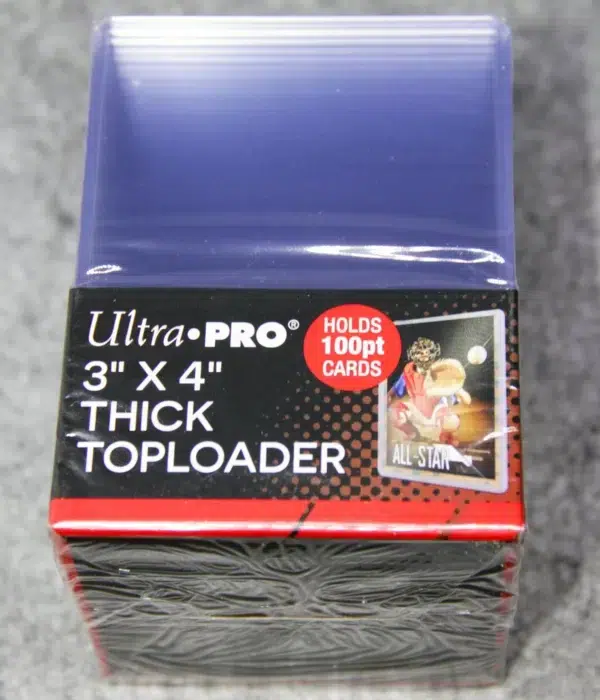 Ultra•PRO®
HOLDS
100pt
CARDS
3" X 4"
THICK
TOPLOADER
ALL-STAR